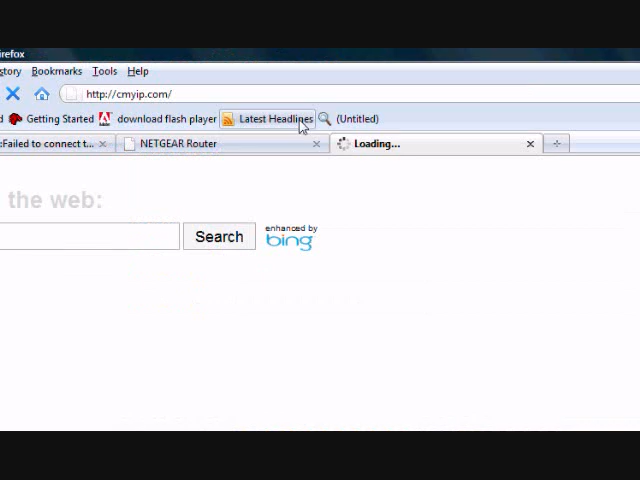 irefox
story Bookmarks Tools Help
http://cmyip.com/
d Getting Started download flash player Latest Headlines (Untitled)
:Failed to connect t... NETGEAR Router Loading...
the web:
Search enhanced by
bing